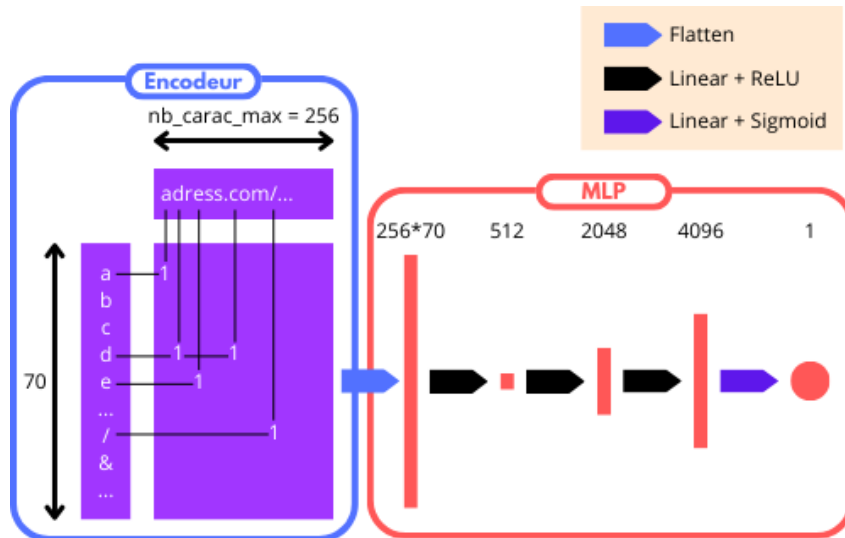 Flatten
Linear + ReLU
Linear + Sigmoid
Encodeur
nb_carac_max = 256
adress.com/...
70
a
b
c
d
e
...
/
&
...
1
1
1
1
1
MLP
256*70
512
2048
4096
1